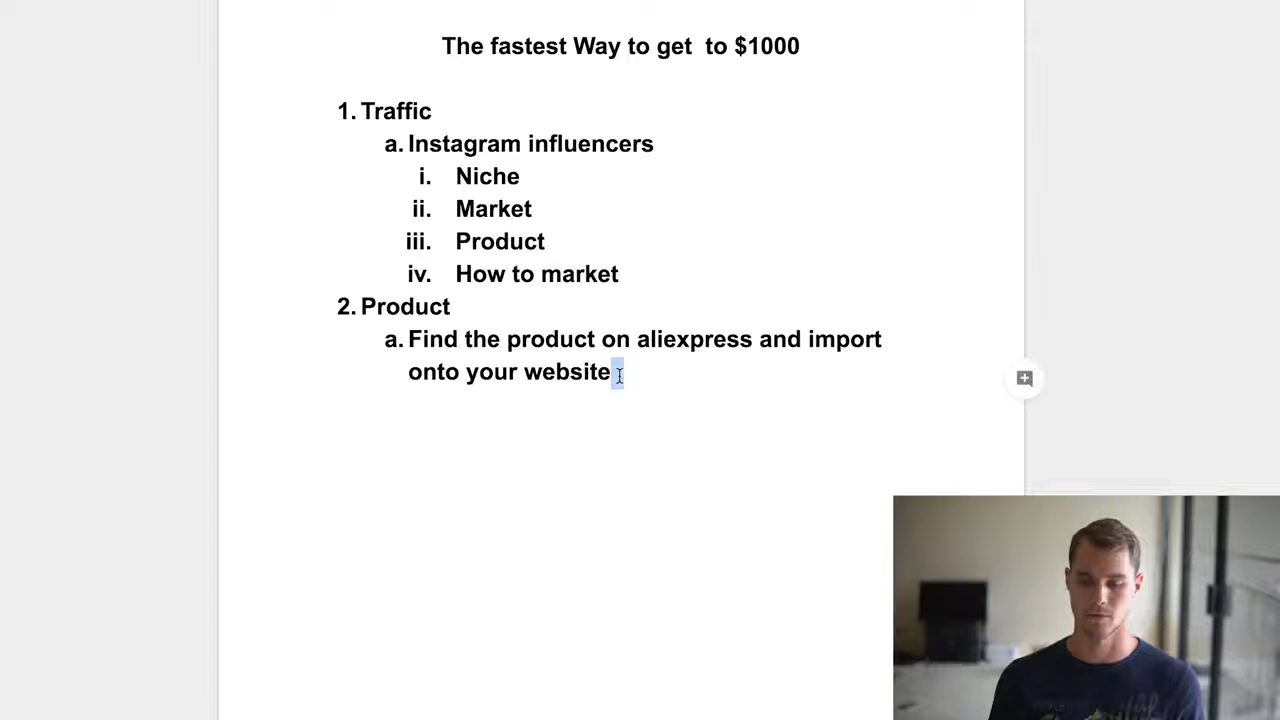 The fastest Way to get  to $1000
1. Traffic
a. Instagram influencers
i. Niche
ii. Market
iii. Product
iv. How to market
2. Product
a. Find the product on aliexpress and import
onto your website